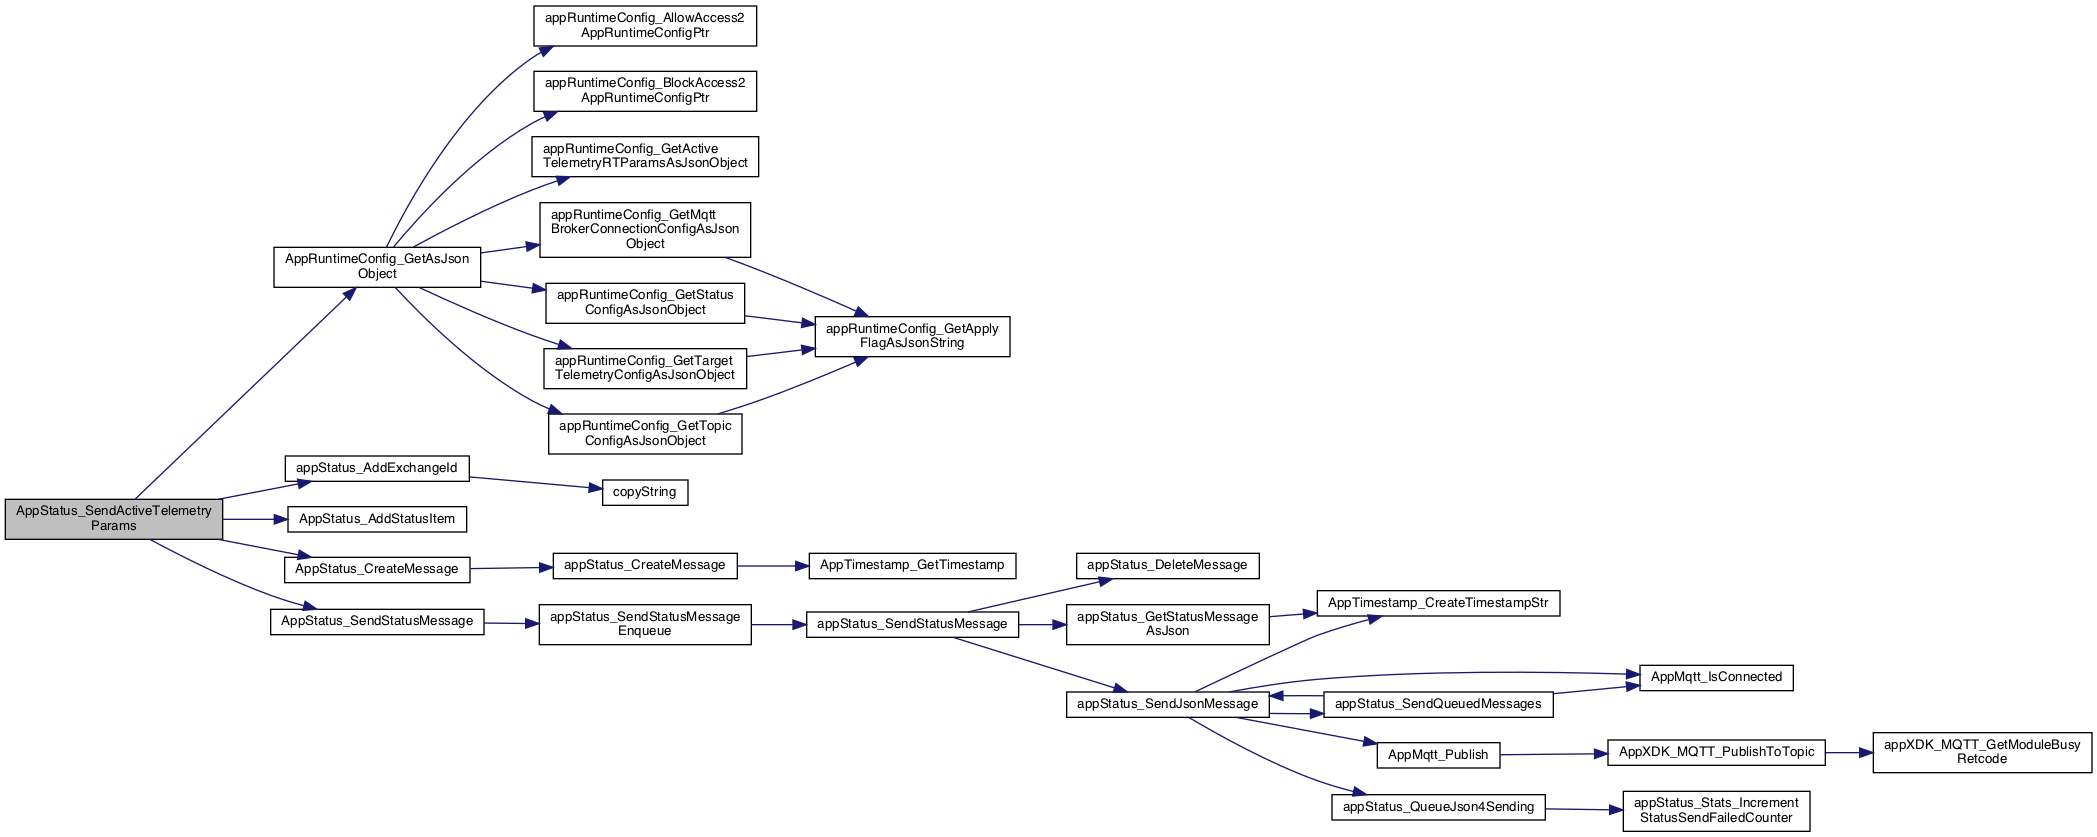 appRuntimeConfig_AllowAccess2
AppRuntimeConfigPtr
appRuntimeConfig_BlockAccess2
AppRuntimeConfigPtr
appRuntimeConfig_GetActive
TelemetryRTParamsAsJsonObject
appRuntimeConfig_GetMqtt
BrokerConnectionConfigAsJson
Object
AppRuntimeConfig_GetAsJson
Object
appRuntimeConfig_GetStatus
ConfigAsJsonObject
appRuntimeConfig_GetApply
FlagAsJsonString
appRuntimeConfig_GetTarget
TelemetryConfigAsJsonObject
appRuntimeConfig_GetTopic
ConfigAsJsonObject
appStatus_AddExchangeId
copyString
AppStatus_SendActiveTelemetry
Params
AppStatus_AddStatusItem
AppStatus_CreateMessage
appStatus_CreateMessage
AppTimestamp_GetTimestamp
appStatus_DeleteMessage
AppStatus_SendStatusMessage
appStatus_SendStatusMessage
Enqueue
appStatus_SendStatusMessage
appStatus_GetStatusMessage
AsJson
AppTimestamp_CreateTimestampStr
AppMqtt_IsConnected
appStatus_SendJsonMessage
appStatus_SendQueuedMessages
AppMqtt_Publish
AppXDK_MQTT_PublishToTopic
appXDK_MQTT_GetModuleBusy
Retcode
appStatus_QueueJson4Sending
appStatus_Stats_Increment
StatusSendFailedCounter